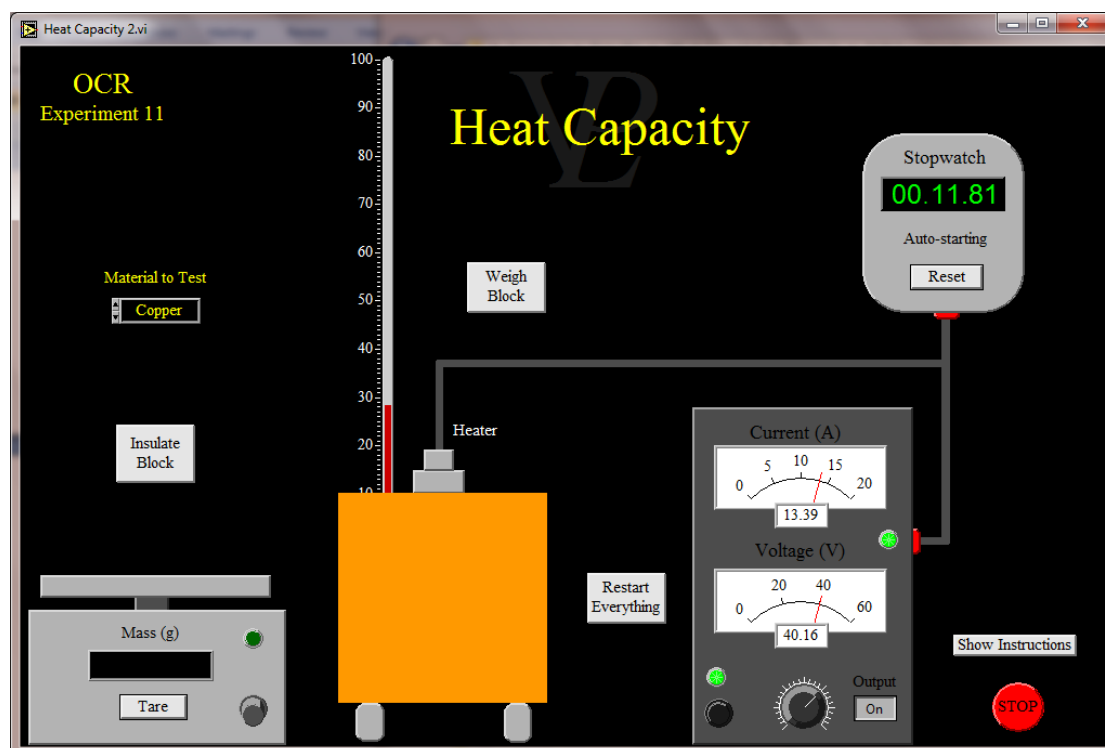 Heat Capacity 2.vi
OCR
Experiment 11
Heat Capacity
VPL
100
90
80
70
60
50
40
30
20
10
Material to Test
Copper
Insulate
Block
Weigh
Block
Stopwatch
00.11.81
Auto-starting
Reset
Heater
Current (A)
0 5 10 15 20
13.39
Voltage (V)
0 20 40 60
40.16
Output
On
Restart
Everything
Mass (g)
Tare
Show Instructions
STOP